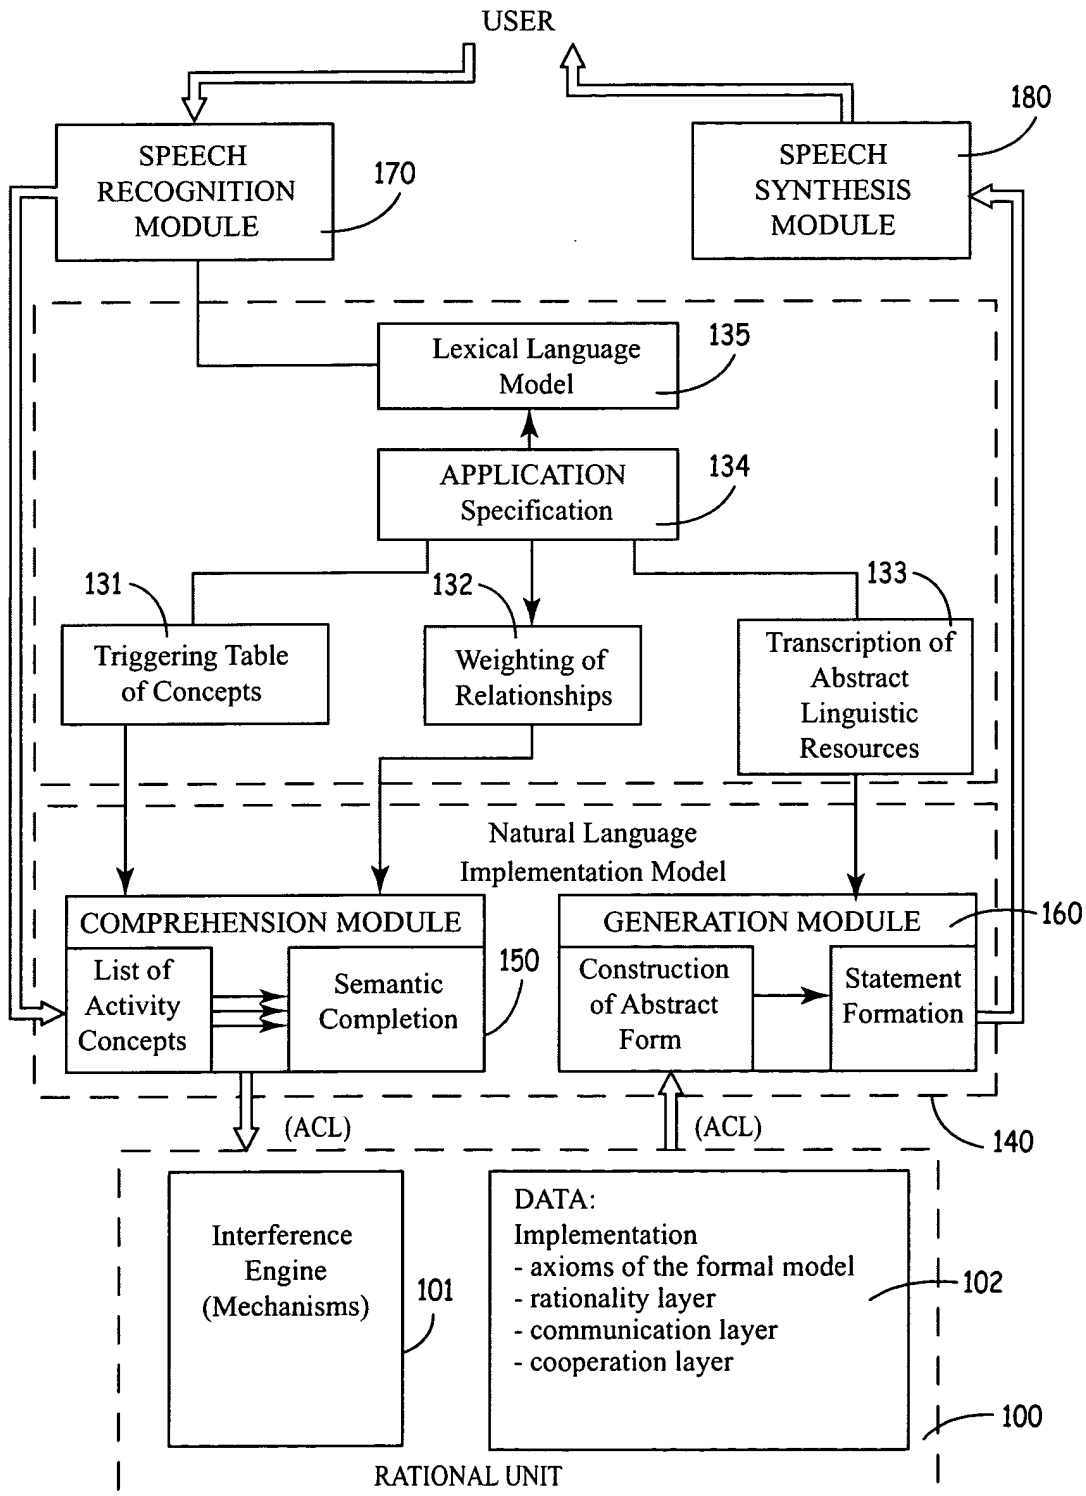 USER
SPEECH
RECOGNITION
MODULE
170
SPEECH
SYNTHESIS
MODULE
180
Lexical Language
Model
135
APPLICATION
Specification
134
131
Triggering Table
of Concepts
132
Weighting of
Relationships
133
Transcription of
Abstract
Linguistic
Resources
Natural Language
Implementation Model
COMPREHENSION MODULE
List of
Activity
Concepts
Semantic
Completion
150
GENERATION MODULE
160
Construction
of Abstract
Form
Statement
Formation
(ACL)
(ACL)
140
Interference
Engine
(Mechanisms)
101
DATA:
Implementation
- axioms of the formal model
- rationality layer
- communication layer
- cooperation layer
102
100
RATIONAL UNIT